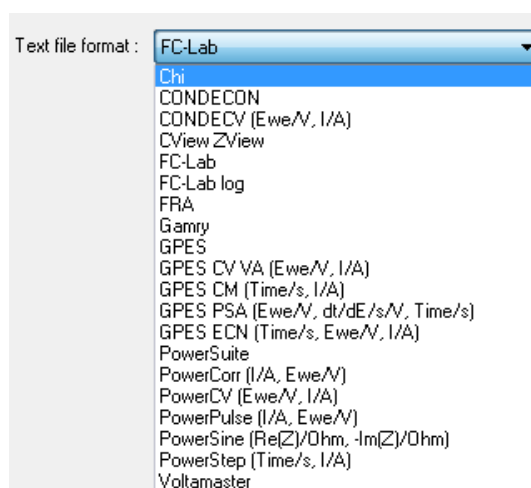 Text file format : FC-Lab
Chi
CONDECON
CONDECV (Ewe/V, I/A)
CView ZView
FC-Lab
FC-Lab log
FRA
Gamry
GPES
GPES CV VA (Ewe/V, I/A)
GPES CM (Time/s, I/A)
GPES PSA (Ewe/V, dt/dE/s/V, Time/s)
GPES ECN (Time/s, Ewe/V, I/A)
PowerSuite
PowerCorr (I/A, Ewe/V)
PowerCV (Ewe/V, I/A)
PowerPulse (I/A, Ewe/V)
PowerSine (Re(Z)/Ohm, -Im(Z)/Ohm)
PowerStep (Time/s, I/A)
Voltamaster